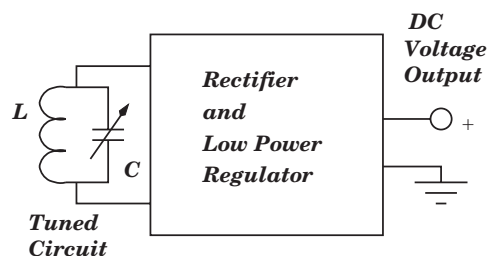 DC
Voltage
Output
Rectifier
and
Low Power
Regulator
L
C
+
Tuned
Circuit